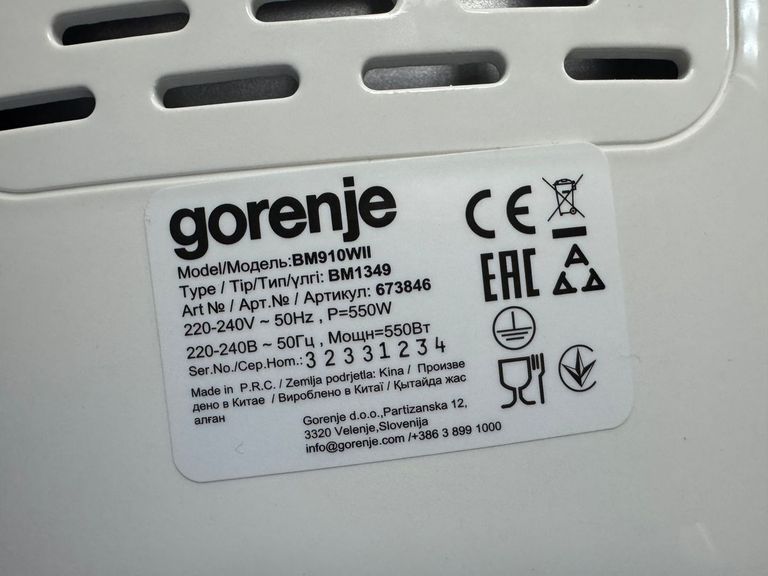 gorenje
Model/Модель:BM910WII
Type / Tip/Тип/үлгі: BM1349
Art № / Арт.№ / Артикул: 673846
220-240V ~ 50Hz , P=550W
220-240В ~ 50Гц , Мощн=550Вт
Ser.No./Сер.Ном.: 32331234
Made in P.R.C. / Zemlja podrjetla: Kina / Произве
дено в Китае / Вироблено в Китаї / Қытайда жас
алған
Gorenje d.o.o.,Partizanska 12,
3320 Velenje,Slovenija
info@gorenje.com /+386 3 899 1000
CE
EAC